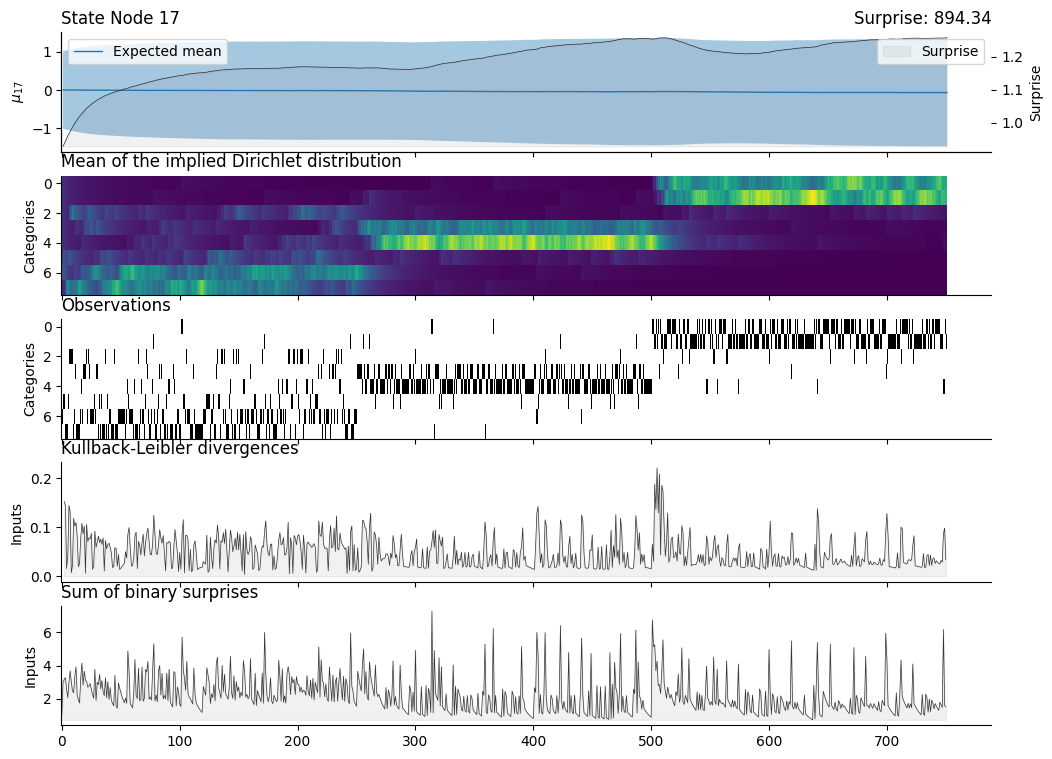 State Node 17
Surprise: 894.34
Expected mean
Surprise
1
0
−1
μ17
1.2
1.1
1.0
Surprise
Mean of the implied Dirichlet distribution
0
2
4
6
Categories
Observations
0
2
4
6
Categories
Kullback-Leibler divergences
0.2
0.1
0.0
Inputs
Sum of binary surprises
6
4
2
Inputs
0 100 200 300 400 500 600 700